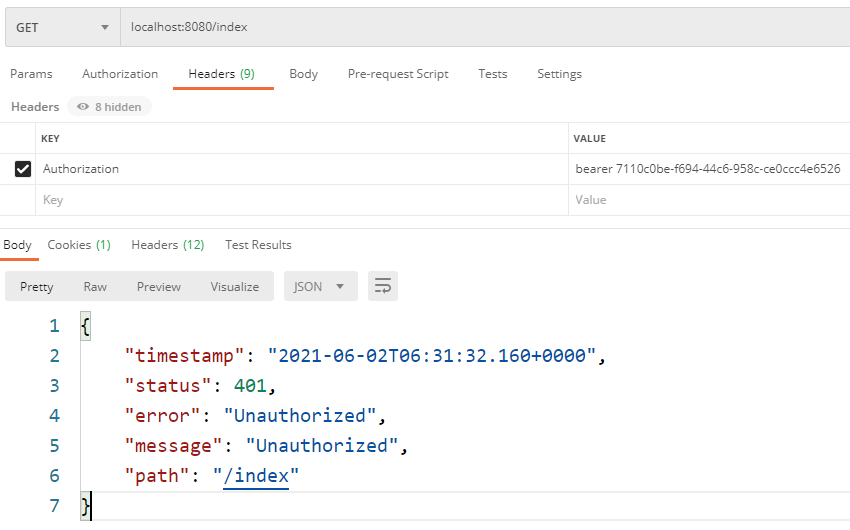 GET localhost:8080/index
Params Authorization Headers (9) Body Pre-request Script Tests Settings
Headers 8 hidden
KEY VALUE
Authorization bearer 7110c0be-f694-44c6-958c-ce0ccc4e6526
Key Value
Body Cookies (1) Headers (12) Test Results
Pretty Raw Preview Visualize JSON
1 {
2 "timestamp": "2021-06-02T06:31:32.160+0000",
3 "status": 401,
4 "error": "Unauthorized",
5 "message": "Unauthorized",
6 "path": "/index"
7 }